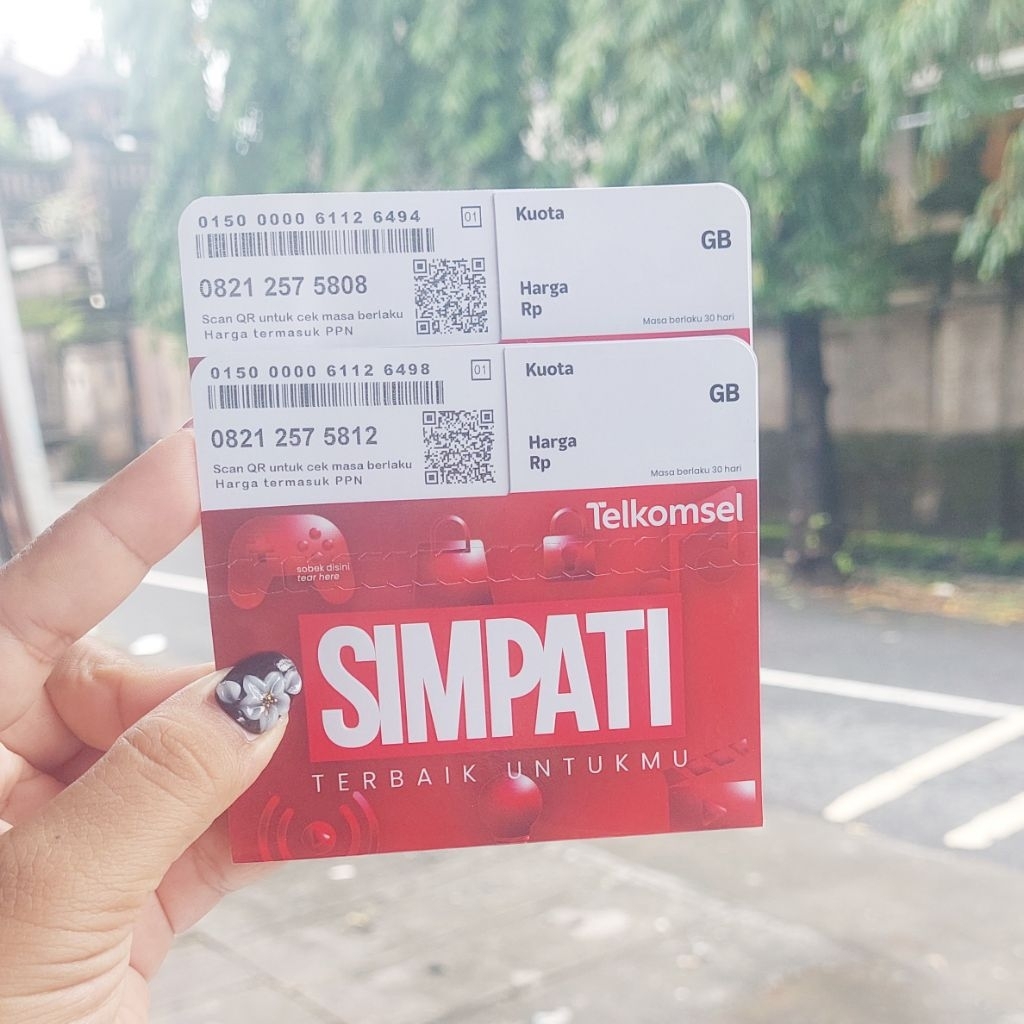 0150 0000 6112 6494
01
0821 257 5808
Scan QR untuk cek masa berlaku
Harga termasuk PPN
Kuota
GB
Harga
Rp
Masa berlaku 30 hari
0150 0000 6112 6498
01
0821 257 5812
Scan QR untuk cek masa berlaku
Harga termasuk PPN
Kuota
GB
Harga
Rp
Masa berlaku 30 hari
Telkomsel
sobek disini
tear here
SIMPATI
TERBAIK UNTUKMU